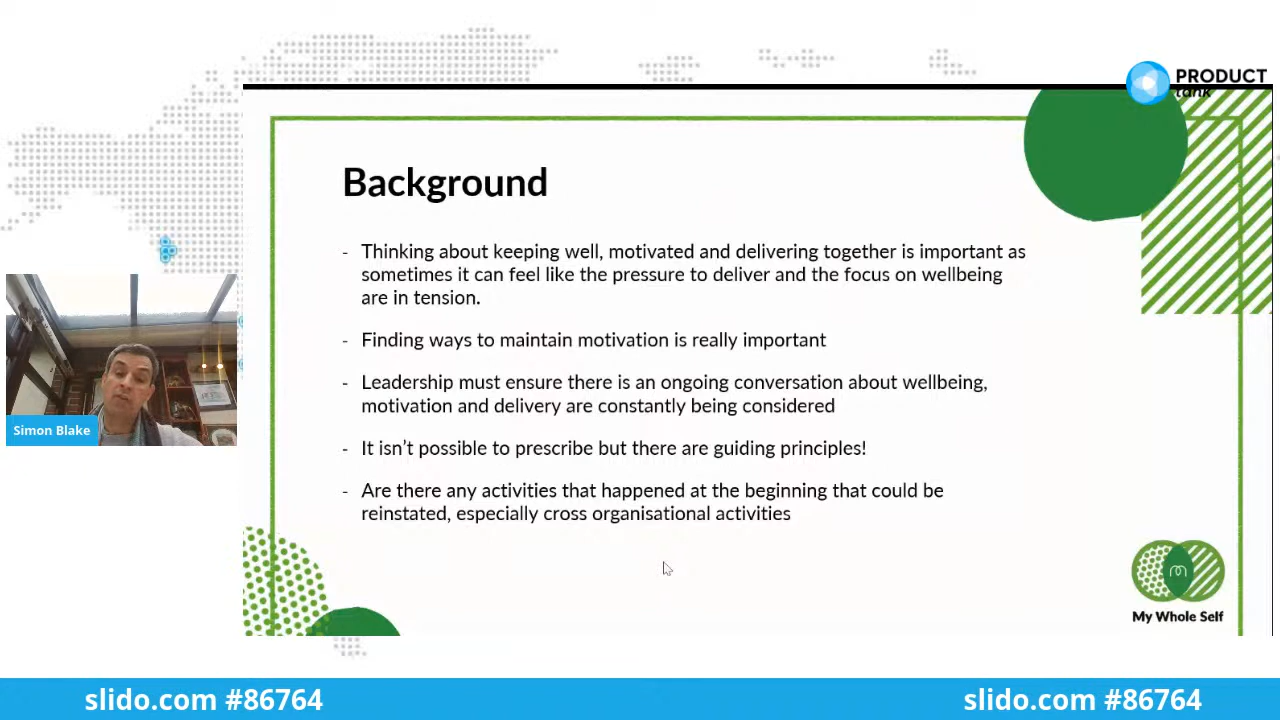 PRODUCT
tank
Background
- Thinking about keeping well, motivated and delivering together is important as
sometimes it can feel like the pressure to deliver and the focus on wellbeing
are in tension.
- Finding ways to maintain motivation is really important
- Leadership must ensure there is an ongoing conversation about wellbeing,
motivation and delivery are constantly being considered
- It isn’t possible to prescribe but there are guiding principles!
- Are there any activities that happened at the beginning that could be
reinstated, especially cross organisational activities
Simon Blake
My Whole Self
slido.com #86764
slido.com #86764